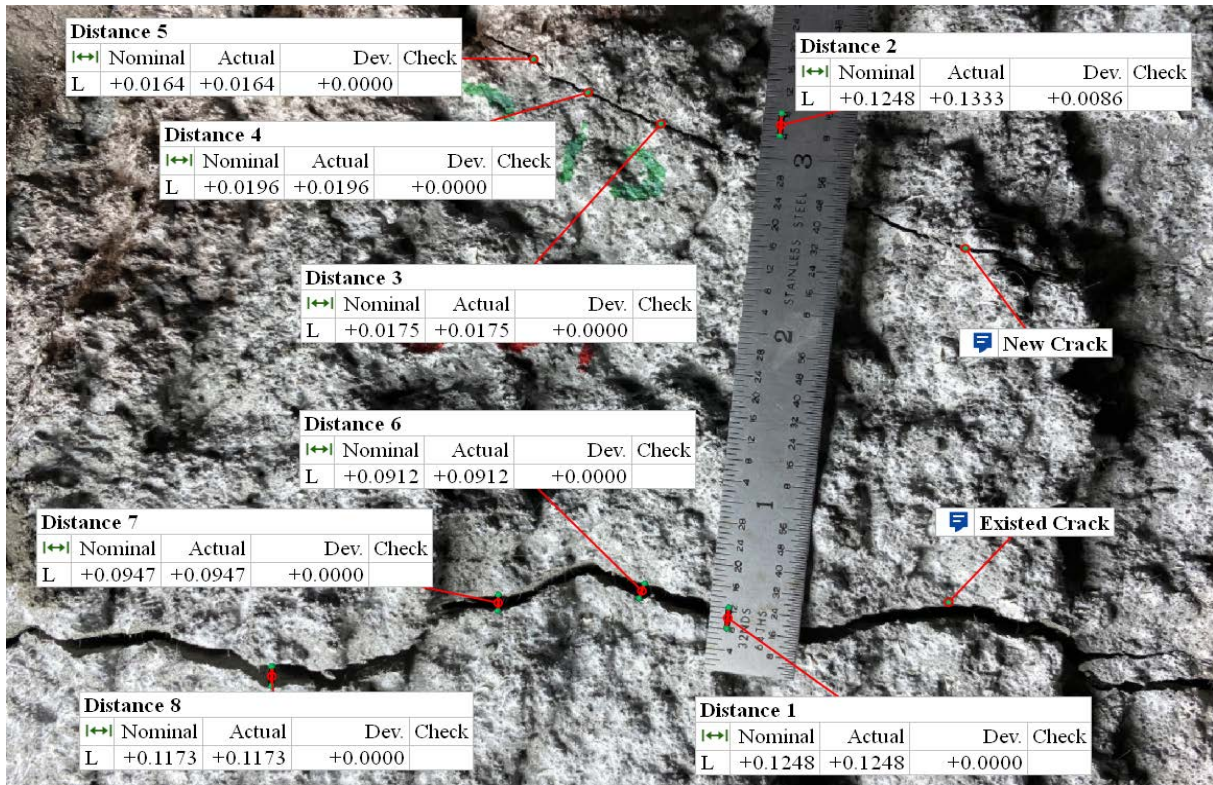 Distance 5
Nominal Actual Dev. Check
L +0.0164 +0.0164 +0.0000
Distance 2
Nominal Actual Dev. Check
L +0.1248 +0.1333 +0.0086
Distance 4
Nominal Actual Dev. Check
L +0.0196 +0.0196 +0.0000
3
STAINLESS STEEL
Distance 3
Nominal Actual Dev. Check
L +0.0175 +0.0175 +0.0000
2
New Crack
Distance 6
Nominal Actual Dev. Check
L +0.0912 +0.0912 +0.0000
1
Distance 7
Nominal Actual Dev. Check
L +0.0947 +0.0947 +0.0000
Existed Crack
32NDS
64THS
Distance 8
Nominal Actual Dev. Check
L +0.1173 +0.1173 +0.0000
Distance 1
Nominal Actual Dev. Check
L +0.1248 +0.1248 +0.0000